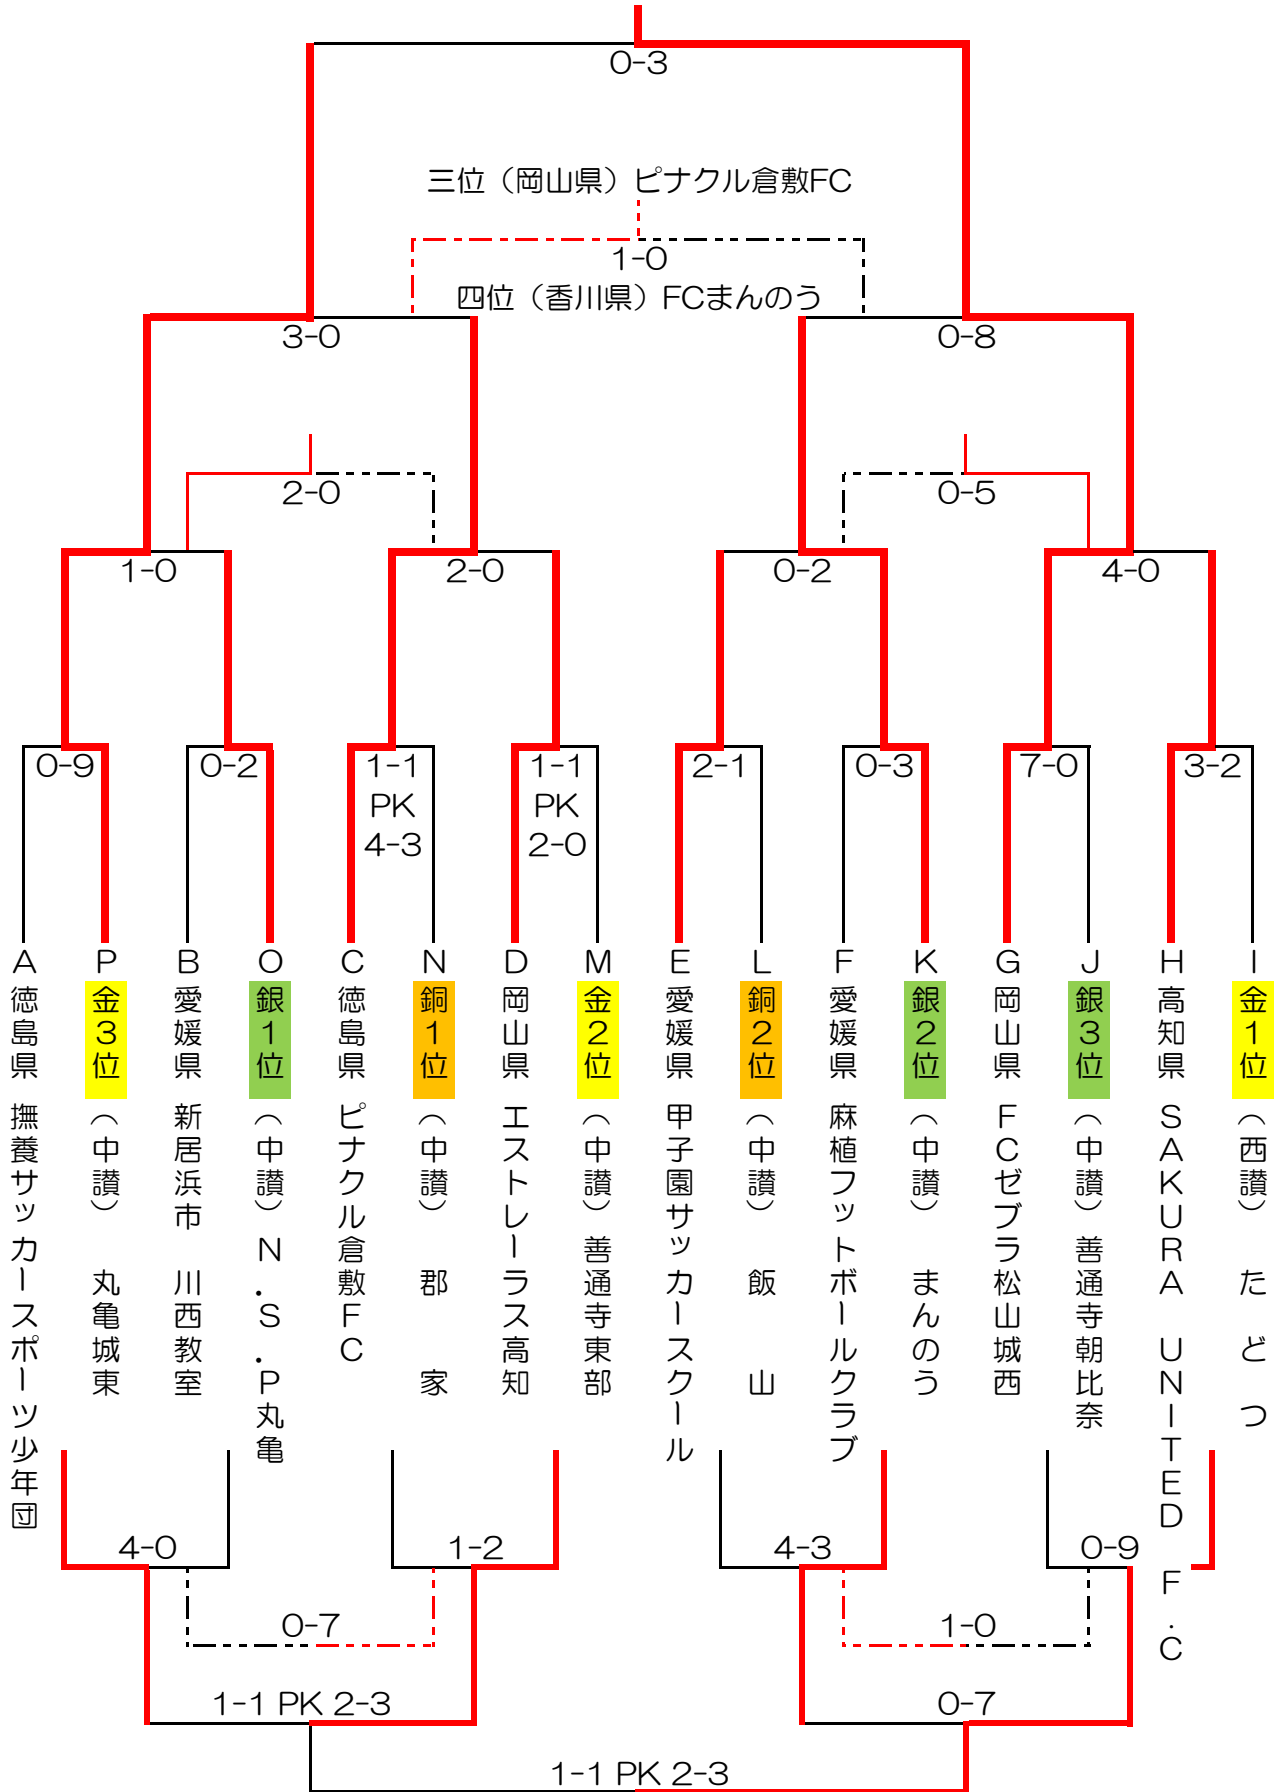 0-3
三位（岡山県）ピナクル倉敷FC
1-0
四位（香川県）FCまんのう
3-0
0-8
2-0
0-5
1-0
2-0
0-2
4-0
0-9
0-2
1-1
PK
4-3
1-1
PK
2-0
2-1
0-3
7-0
3-2
A 徳島県 撫養サッカースポーツ少年団
P 金3位 （中讃） 丸亀城東
B 愛媛県 新居浜市 川西教室
O 銀1位 （中讃）N.S.P丸亀
C 徳島県 ピナクル倉敷FC
N 銅1位 （中讃） 郡家
D 岡山県 エストレーラス高知
M 金2位 （中讃）善通寺東部
E 愛媛県 甲子園サッカースクール
L 銅2位 （中讃） 飯山
F 愛媛県 麻植フットボールクラブ
K 銀2位 （中讃） まんのう
G 岡山県 FCゼブラ松山城西
J 銀3位 （中讃）善通寺朝比奈
H 高知県 SAKURA UNITED F.C
I 金1位 （西讃） たどつ
4-0
1-2
4-3
0-9
0-7
1-0
1-1 PK 2-3
0-7
1-1 PK 2-3